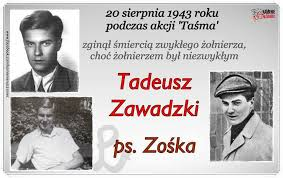 20 sierpnia 1943 roku
podczas akcji 'Taśma'
zginął śmiercią zwykłego żołnierza,
choć żołnierzem był niezwykłym
Tadeusz
Zawadzki
ps. Zośka